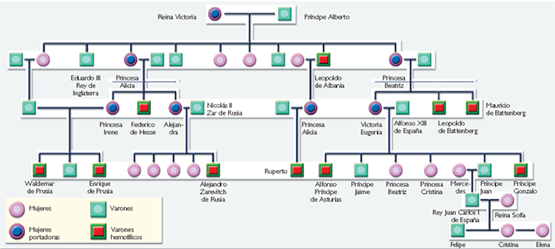 Reina Victoria
Príncipe Alberto
Eduardo III
Rey de
Inglaterra
Princesa
Alicia
Leopoldo
de Albania
Princesa
Beatriz
Princesa
Irene
Federico
de Hesse
Alejan-
dra
Nicolás II
Zar de Rusia
Princesa
Alicia
Victoria
Eugenia
Alfonso XIII
de España
Leopoldo
de Battenberg
Mauricio
de Battenberg
Waldemar
de Prusia
Enrique
de Prusia
Alejandro
Zarevitch
de Rusia
Ruperto
Alfonso
Príncipe
de Asturias
Príncipe
Jaime
Princesa
Beatriz
Princesa
Cristina
Merce-
des
Príncipe
Juan
Príncipe
Gonzalo
Rey Juan Carlos I
de España
Reina Sofía
Felipe
Cristina
Elena
Mujeres
Varones
Mujeres
portadoras
Varones
hemofílicos